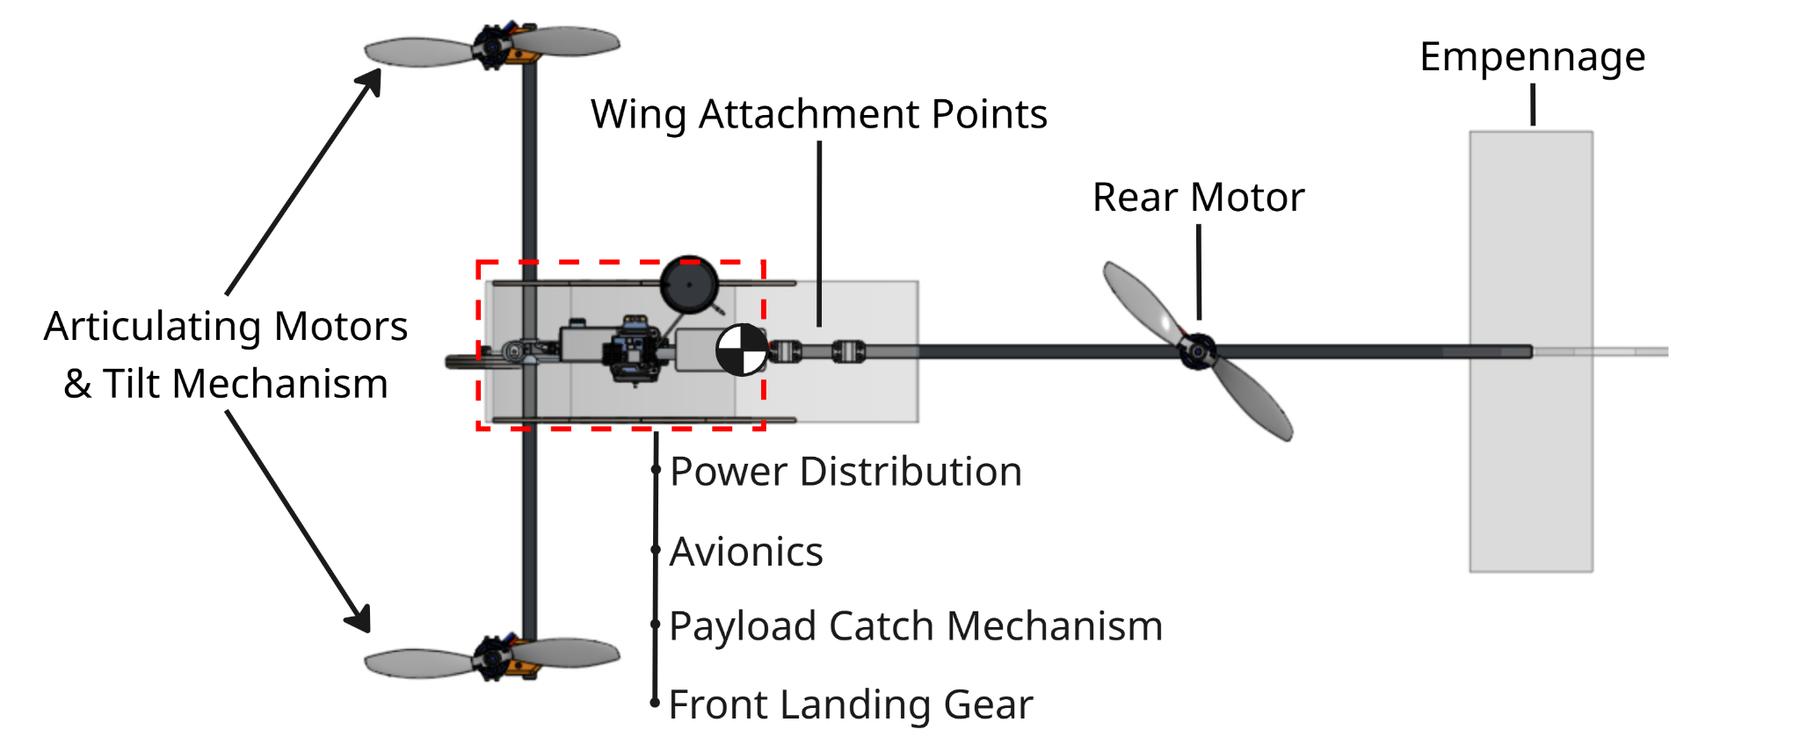 Empennage
Wing Attachment Points
Rear Motor
Articulating Motors
& Tilt Mechanism
Power Distribution
Avionics
Payload Catch Mechanism
Front Landing Gear